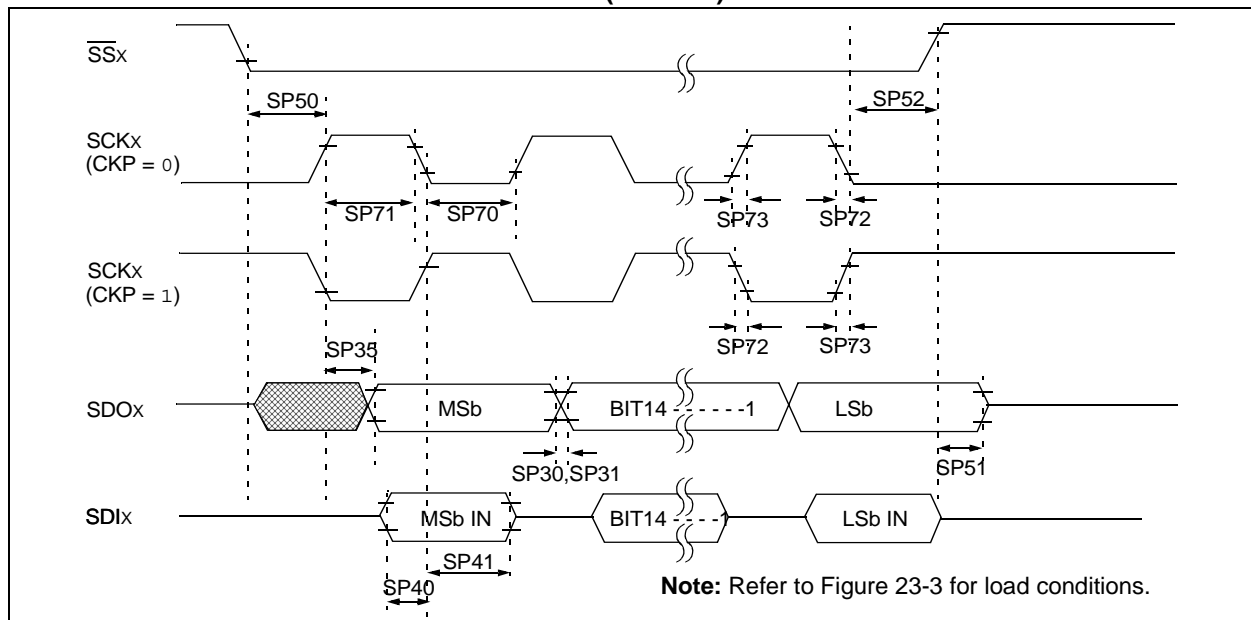 SSX
SP50
SP52
SCKX
(CKP = 0)
SP71
SP70
SP73
SP72
SCKX
(CKP = 1)
SP35
SP72
SP73
SDOX
MSb
BIT14 - - - - - -1
LSb
SP30,SP31
SP51
SDIX
MSb IN
BIT14 - - - - -1
LSb IN
SP41
SP40
Note: Refer to Figure 23-3 for load conditions.